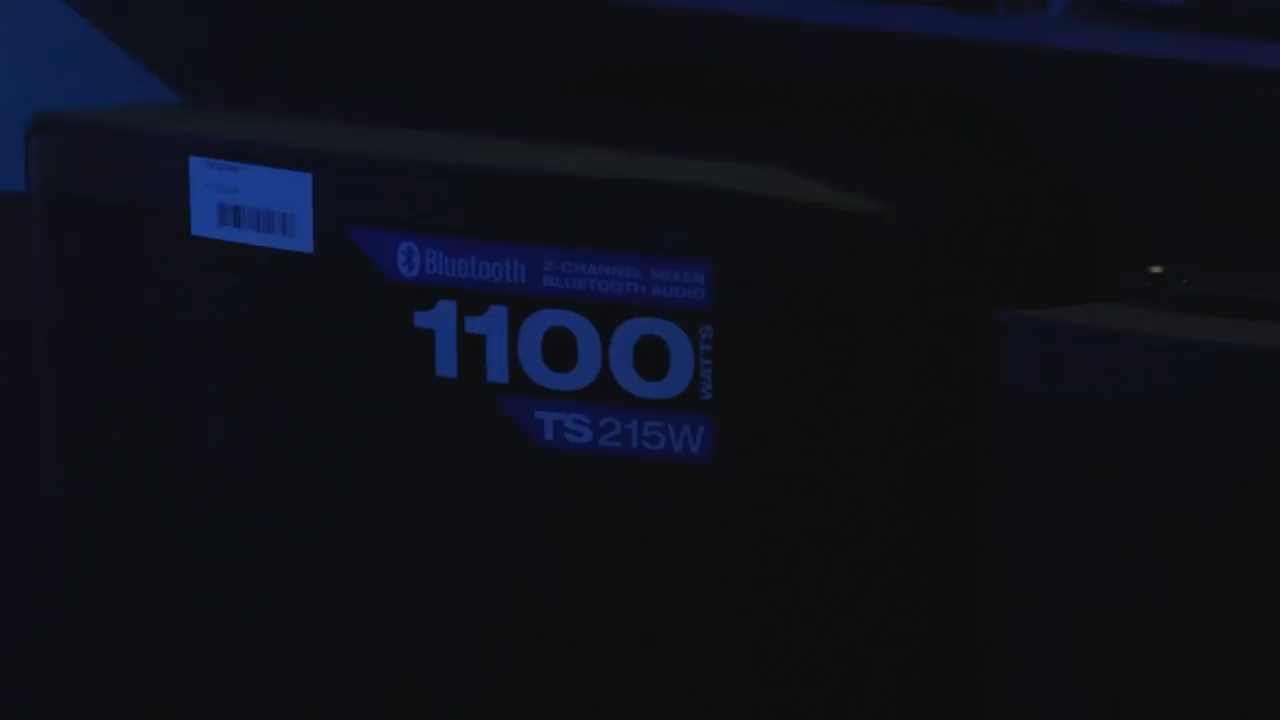 Bluetooth
2-CHANNEL MIXER
BLUETOOTH AUDIO
1100
WATTS
TS215W